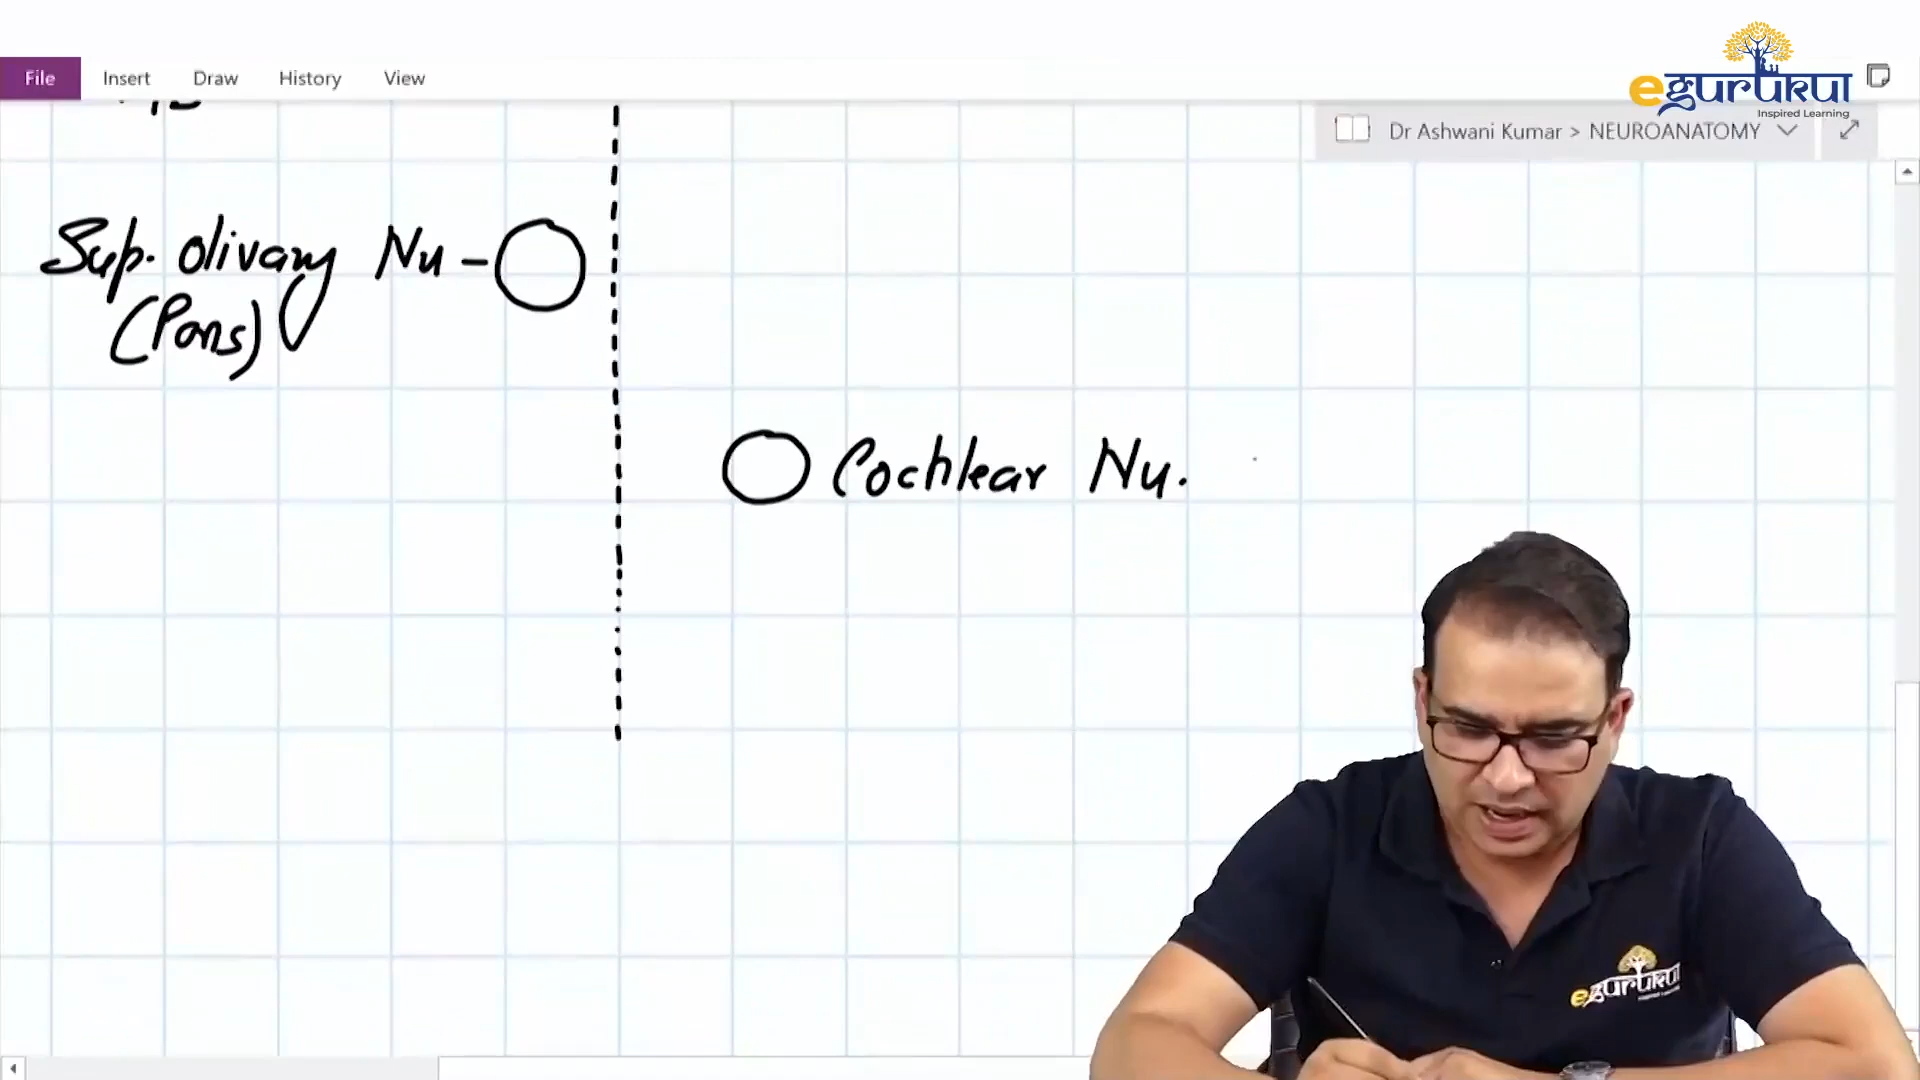 egurukul
Inspired Learning
File Insert Draw History View
Dr Ashwani Kumar > NEUROANATOMY
Sup. Olivary Nu -
(Pons)
Cochlear Nu.
egurukul